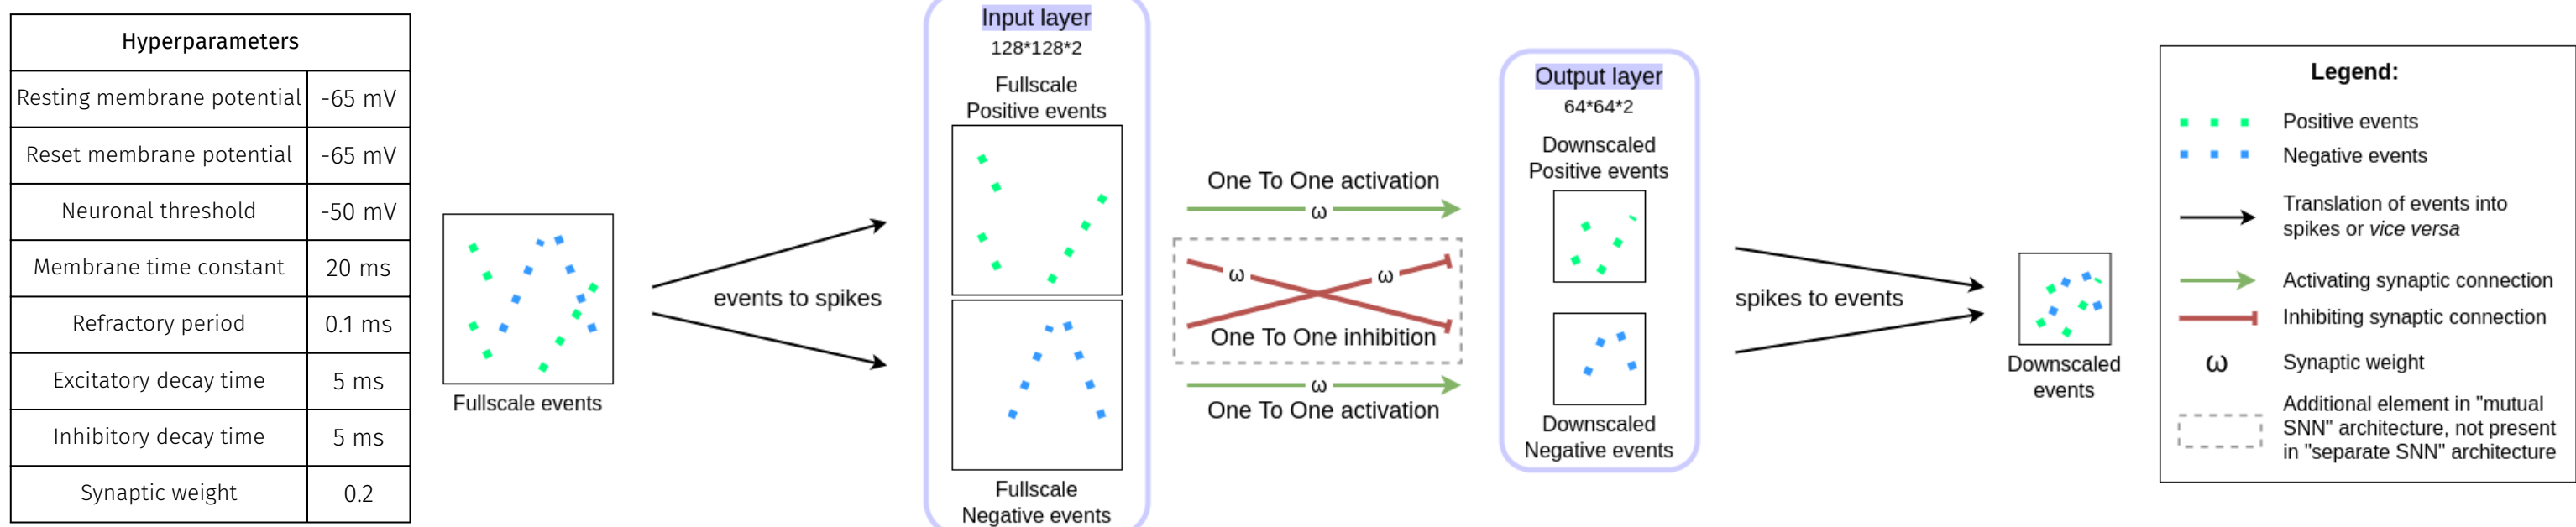 Hyperparameters
Resting membrane potential -65 mV
Reset membrane potential -65 mV
Neuronal threshold -50 mV
Membrane time constant 20 ms
Refractory period 0.1 ms
Excitatory decay time 5 ms
Inhibitory decay time 5 ms
Synaptic weight 0.2
Fullscale events
events to spikes
Input layer
128*128*2
Fullscale
Positive events
Fullscale
Negative events
One To One activation
ω
ω ω
One To One inhibition
ω
One To One activation
Output layer
64*64*2
Downscaled
Positive events
Downscaled
Negative events
spikes to events
Downscaled
events
Legend:
Positive events
Negative events
Translation of events into
spikes or vice versa
Activating synaptic connection
Inhibiting synaptic connection
ω Synaptic weight
Additional element in "mutual
SNN" architecture, not present
in "separate SNN" architecture